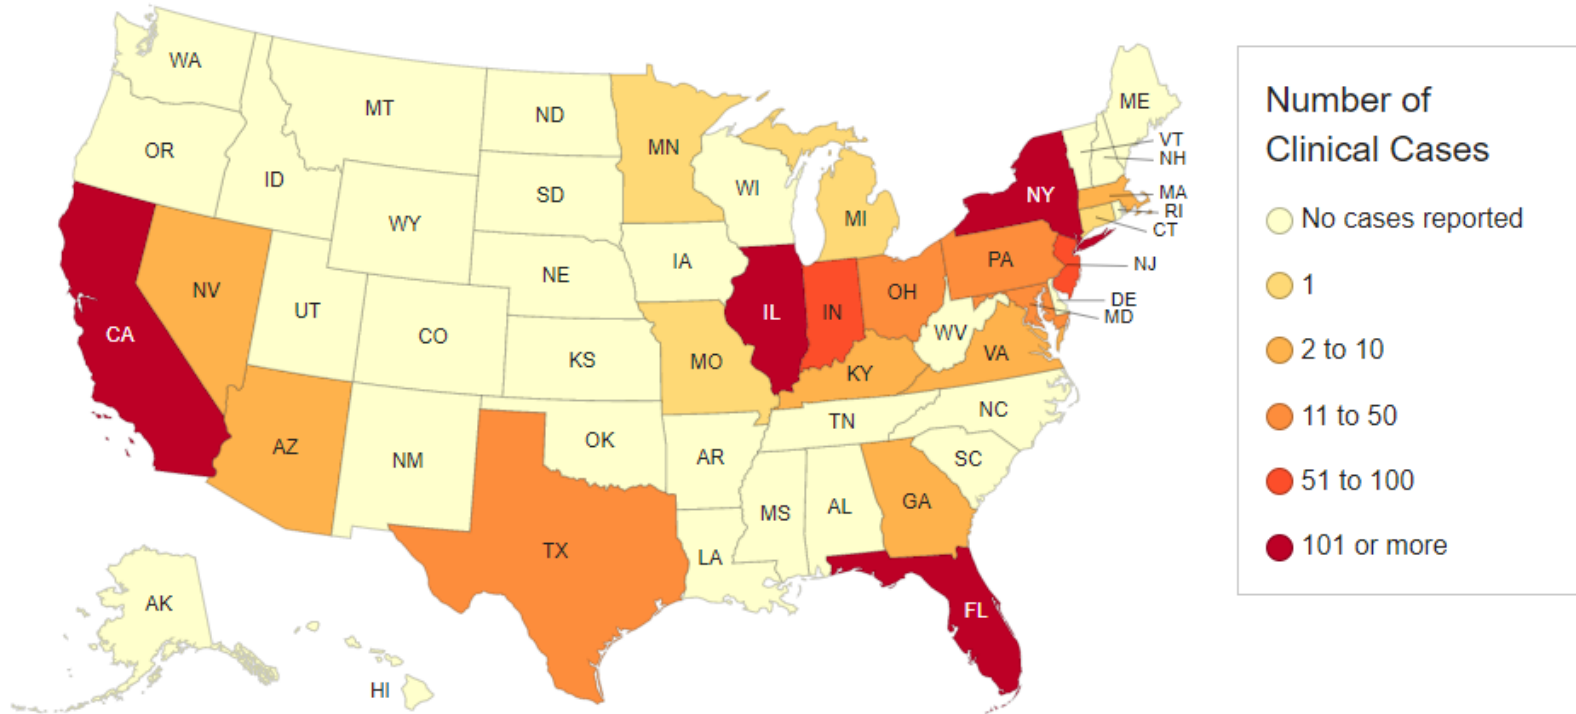 WA
MT
ND
MN
ME
VT
NH
OR
ID
SD
WI
MI
NY
MA
RI
CT
WY
IA
PA
NJ
NE
OH
DE
MD
NV
UT
CO
IL
IN
WV
VA
CA
KS
MO
KY
AZ
NM
OK
AR
TN
NC
SC
MS
AL
GA
TX
LA
FL
AK
HI
Number of
Clinical Cases
No cases reported
1
2 to 10
11 to 50
51 to 100
101 or more